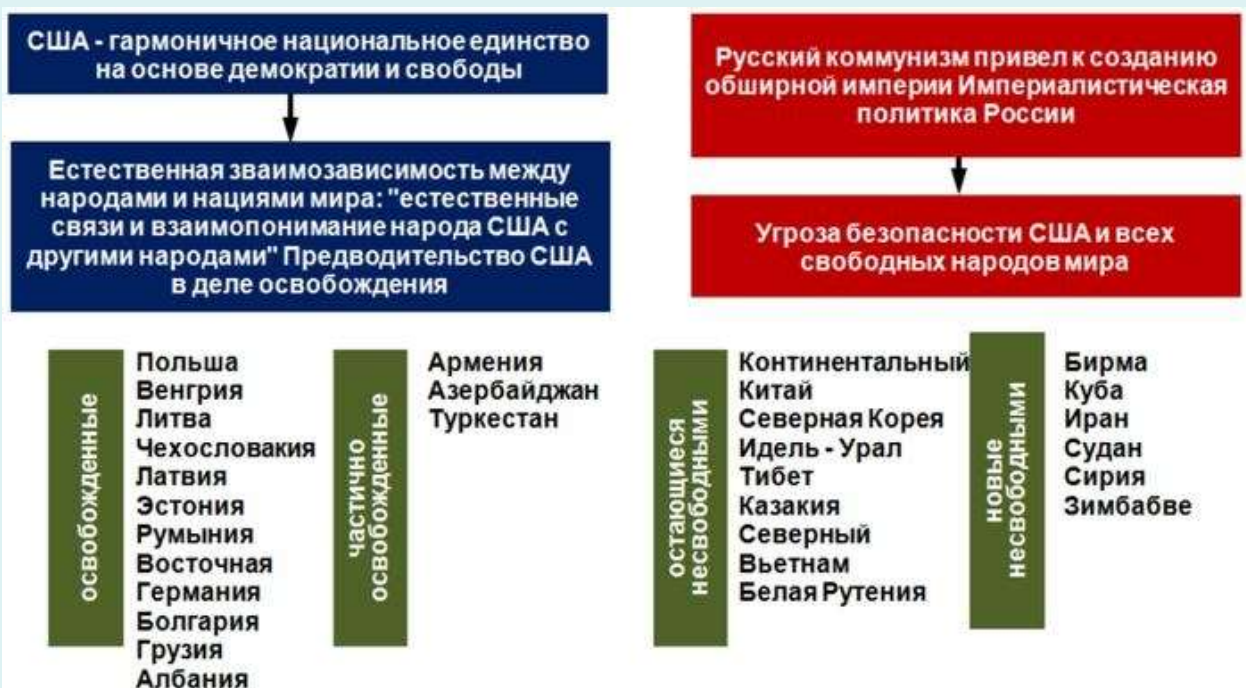 США - гармоничное национальное единство
на основе демократии и свободы
Естественная зваимозависимость между
народами и нациями мира: "естественные
связи и взаимопонимание народа США с
другими народами" Предводительство США
в деле освобождения
Русский коммунизм привел к созданию
обширной империи Империалистическая
политика России
Угроза безопасности США и всех
свободных народов мира
освобожденные
Польша
Венгрия
Литва
Чехословакия
Латвия
Эстония
Румыния
Восточная
Германия
Болгария
Грузия
Албания
частично
освобожденные
Армения
Азербайджан
Туркестан
остающиеся
несвободными
Континентальный
Китай
Северная Корея
Идель - Урал
Тибет
Казакия
Северный
Вьетнам
Белая Рутения
новые
несвободными
Бирма
Куба
Иран
Судан
Сирия
Зимбабве